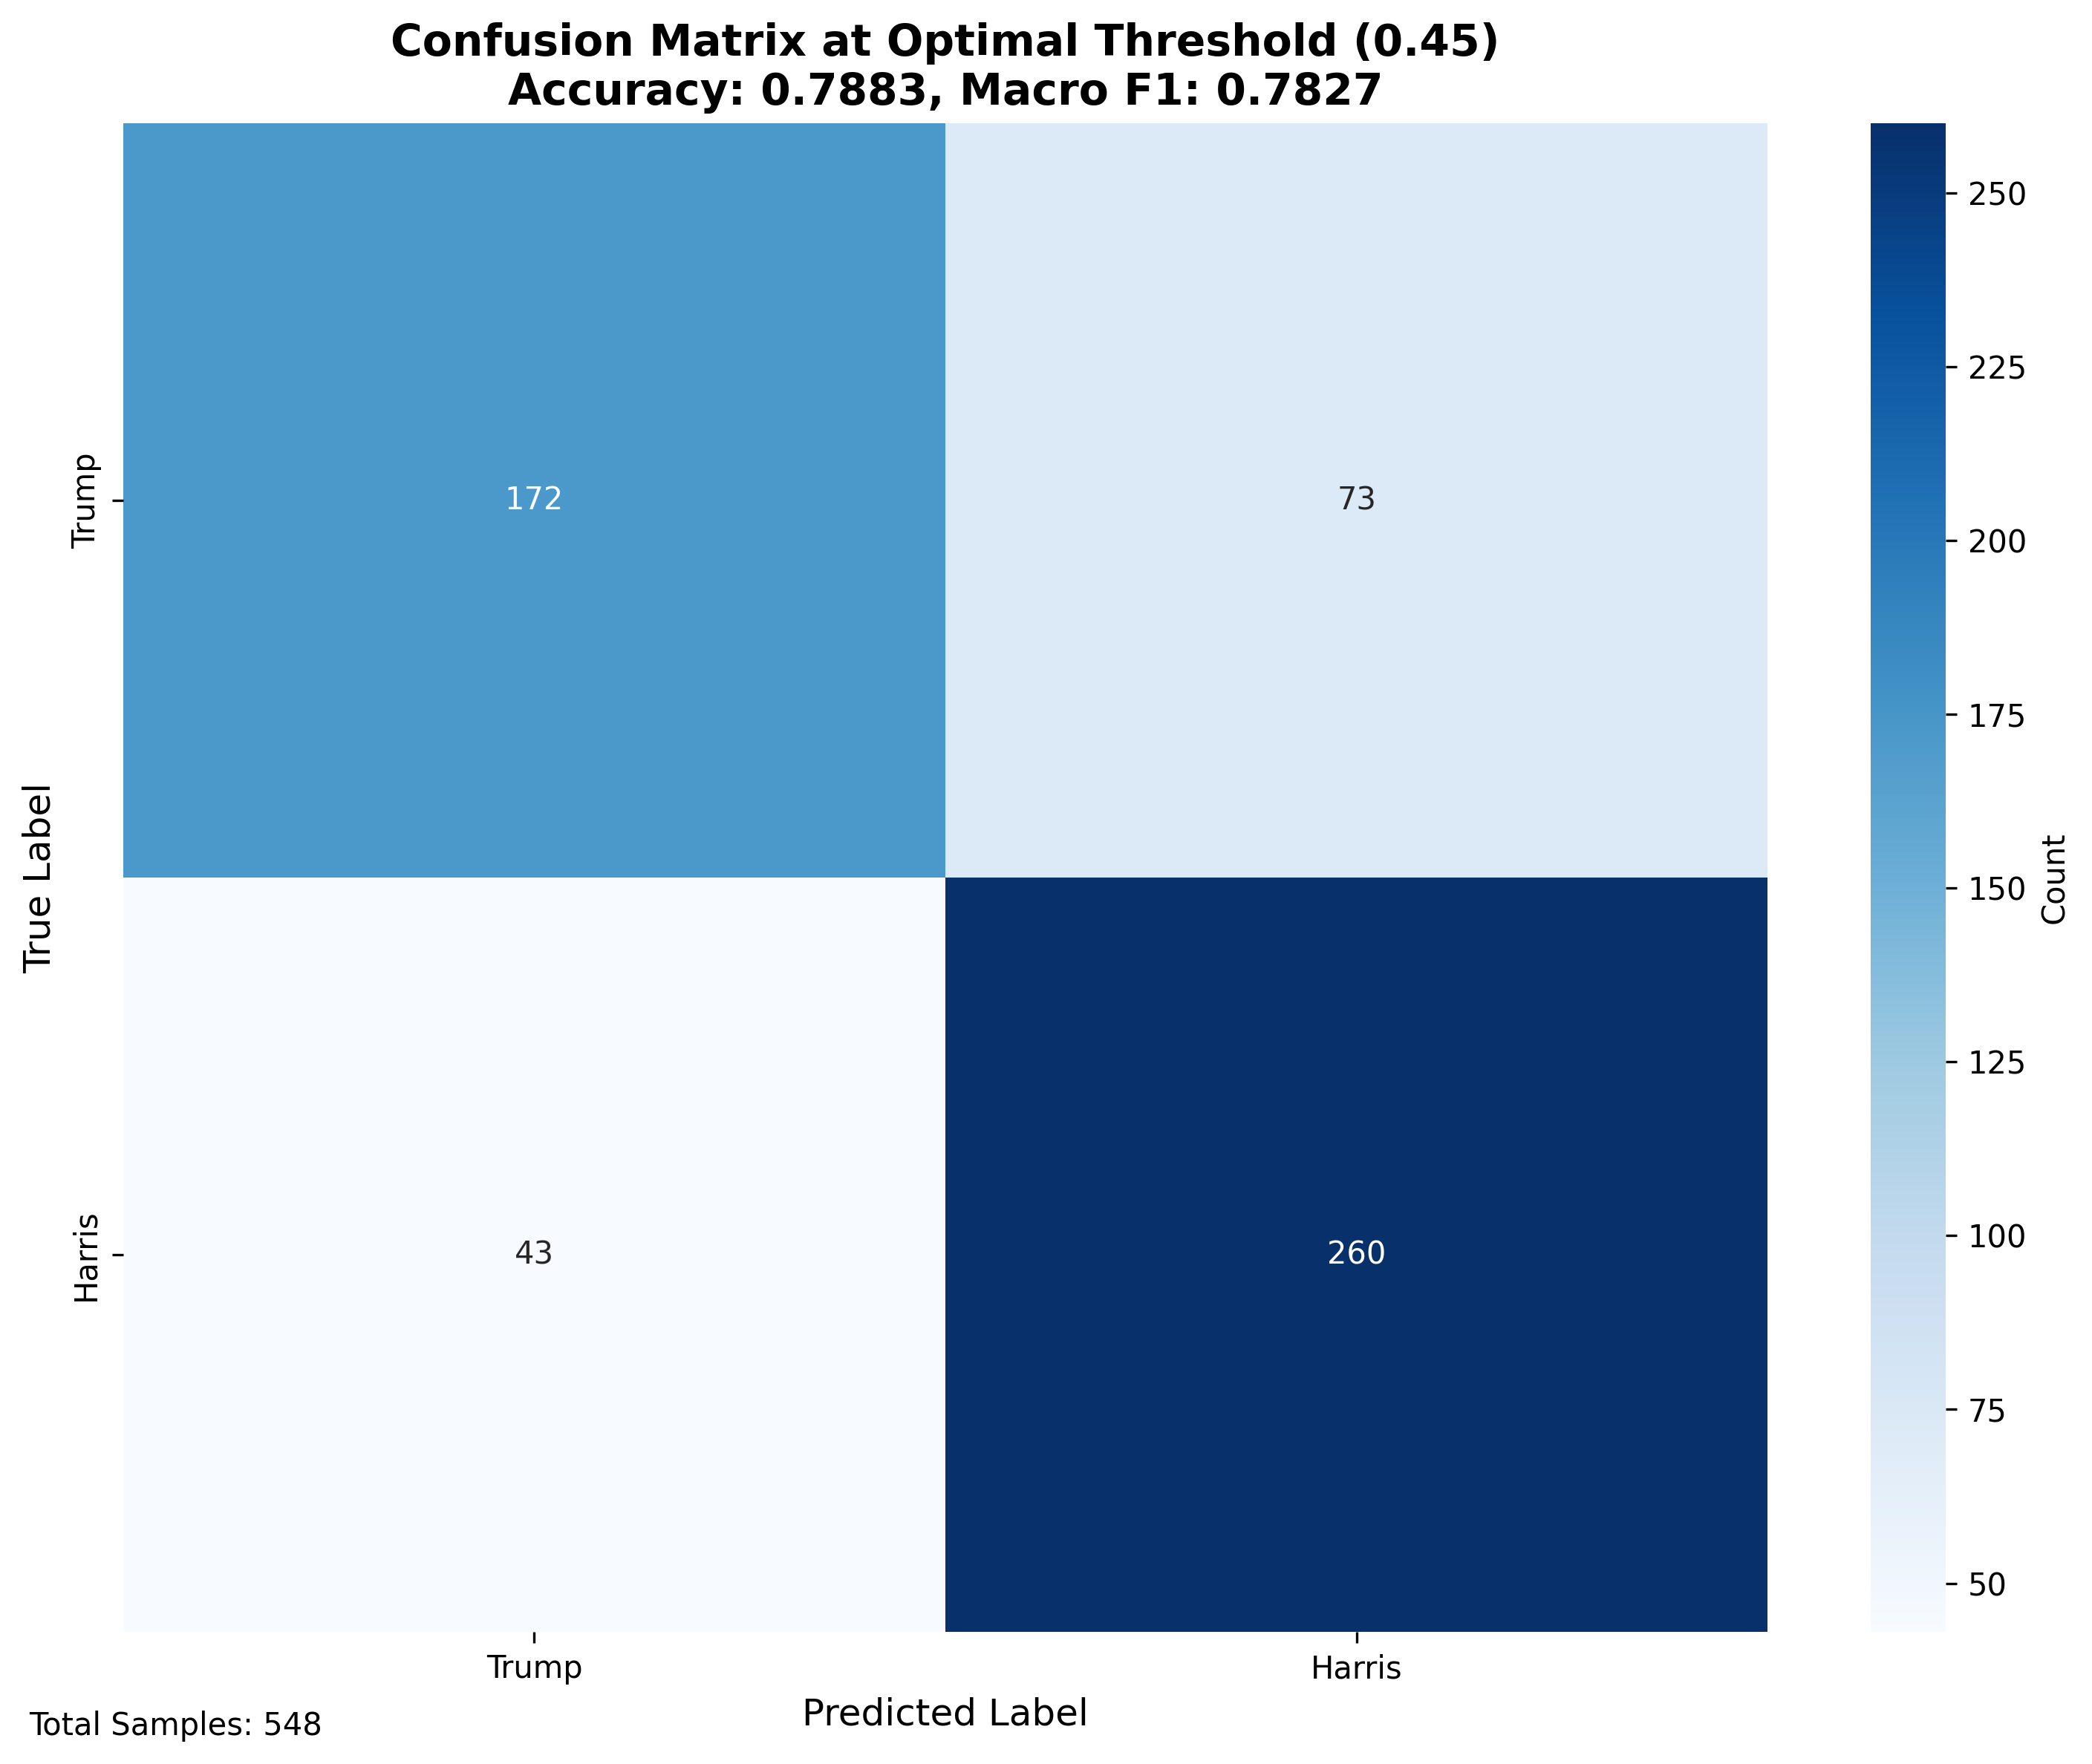 Confusion Matrix at Optimal Threshold (0.45)
Accuracy: 0.7883, Macro F1: 0.7827
True Label
Trump
172
73
Harris
43
260
Trump
Harris
Predicted Label
Total Samples: 548
250
225
200
175
150
125
100
75
50
Count